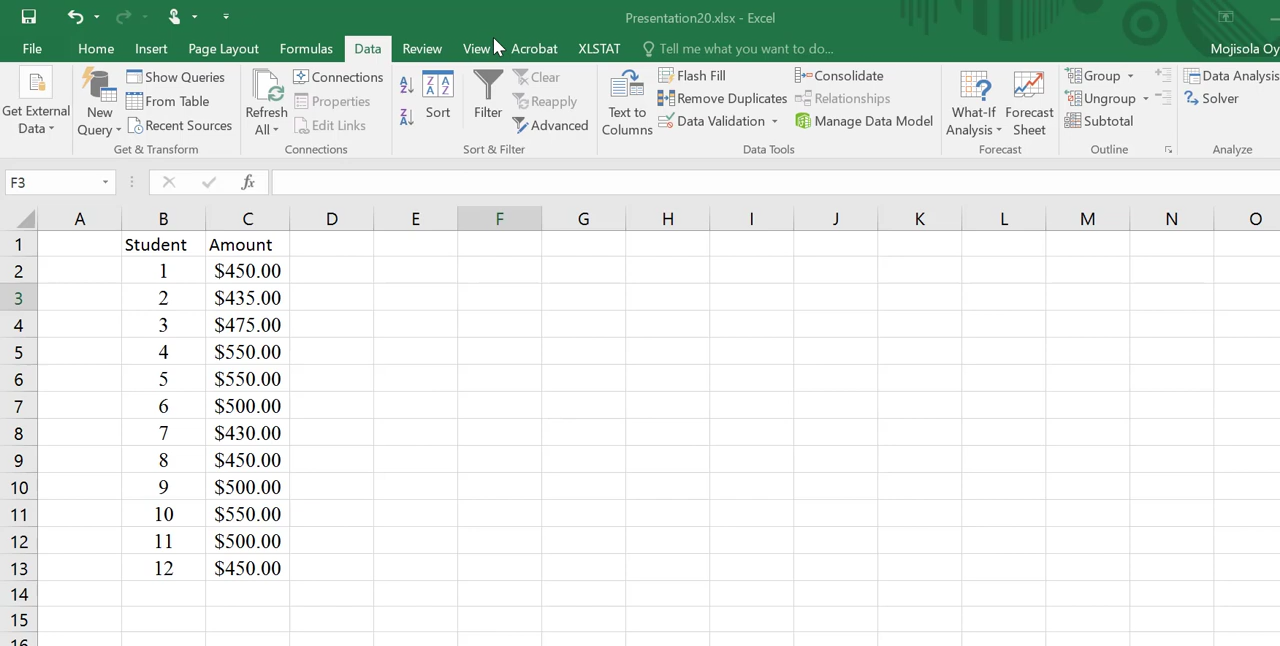 Presentation20.xlsx - Excel
File Home Insert Page Layout Formulas Data Review View Acrobat XLSTAT Tell me what you want to do... Mojisola Oy
Get External Data
New Query
Show Queries
From Table
Recent Sources
Get & Transform
Refresh All
Connections
Properties
Edit Links
Connections
A Z
Z A
Z A A Z
Sort
Filter
Clear
Reapply
Advanced
Sort & Filter
Text to Columns
Flash Fill
Remove Duplicates
Data Validation
Consolidate
Relationships
Manage Data Model
Data Tools
What-If Analysis
Forecast Sheet
Forecast
Group
Ungroup
Subtotal
Outline
Data Analysis
Solver
Analyze
F3 fx
A B C D E F G H I J K L M N O
1 Student Amount
2 1 $450.00
3 2 $435.00
4 3 $475.00
5 4 $550.00
6 5 $550.00
7 6 $500.00
8 7 $430.00
9 8 $450.00
10 9 $500.00
11 10 $550.00
12 11 $500.00
13 12 $450.00
14
15
16